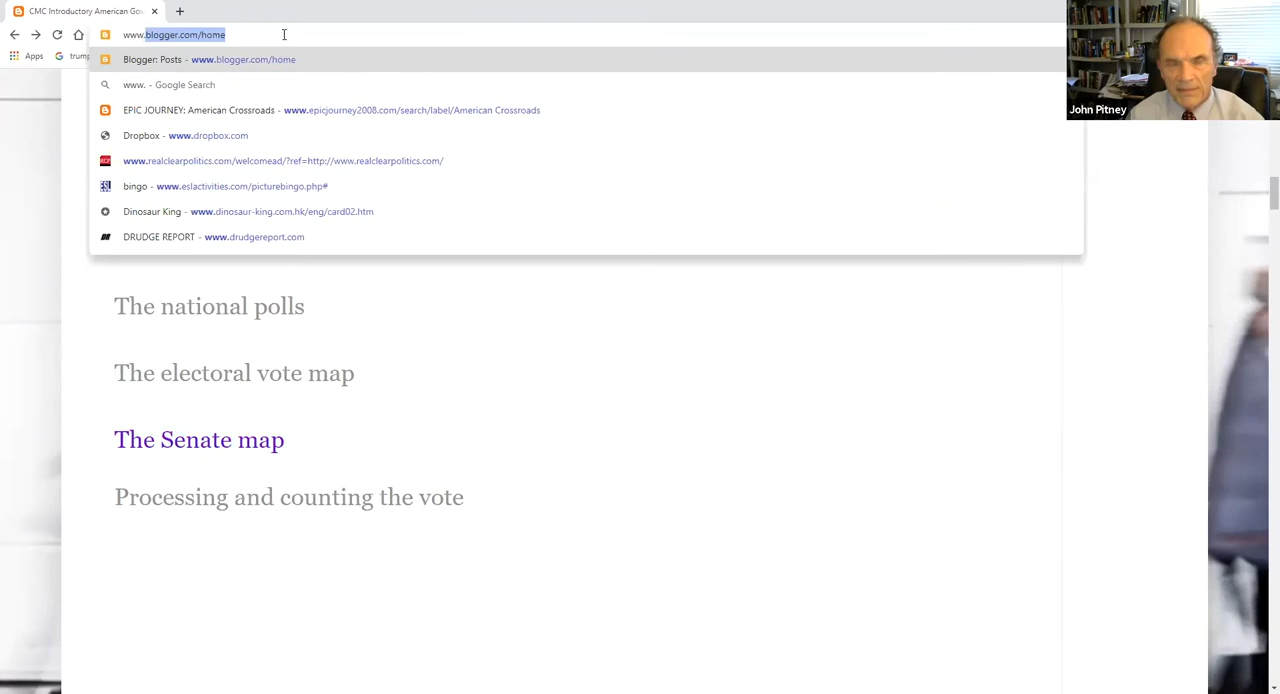 CMC Introductory American Gov
www.blogger.com/home
Apps
trump
Blogger: Posts - www.blogger.com/home
www. - Google Search
EPIC JOURNEY: American Crossroads - www.epicjourney2008.com/search/label/American Crossroads
Dropbox - www.dropbox.com
www.realclearpolitics.com/welcomead/?ref=http://www.realclearpolitics.com/
bingo - www.eslactivities.com/picturebingo.php#
Dinosaur King - www.dinosaur-king.com.hk/eng/card02.htm
DRUDGE REPORT - www.drudgereport.com
John Pitney
The national polls
The electoral vote map
The Senate map
Processing and counting the vote